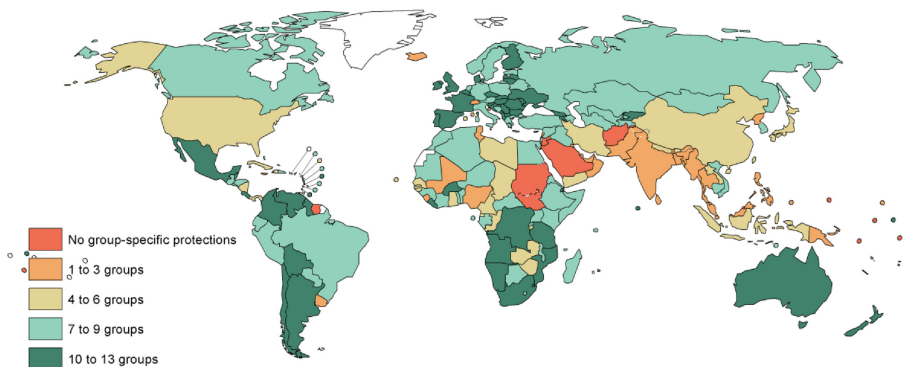 No group-specific protections
1 to 3 groups
4 to 6 groups
7 to 9 groups
10 to 13 groups